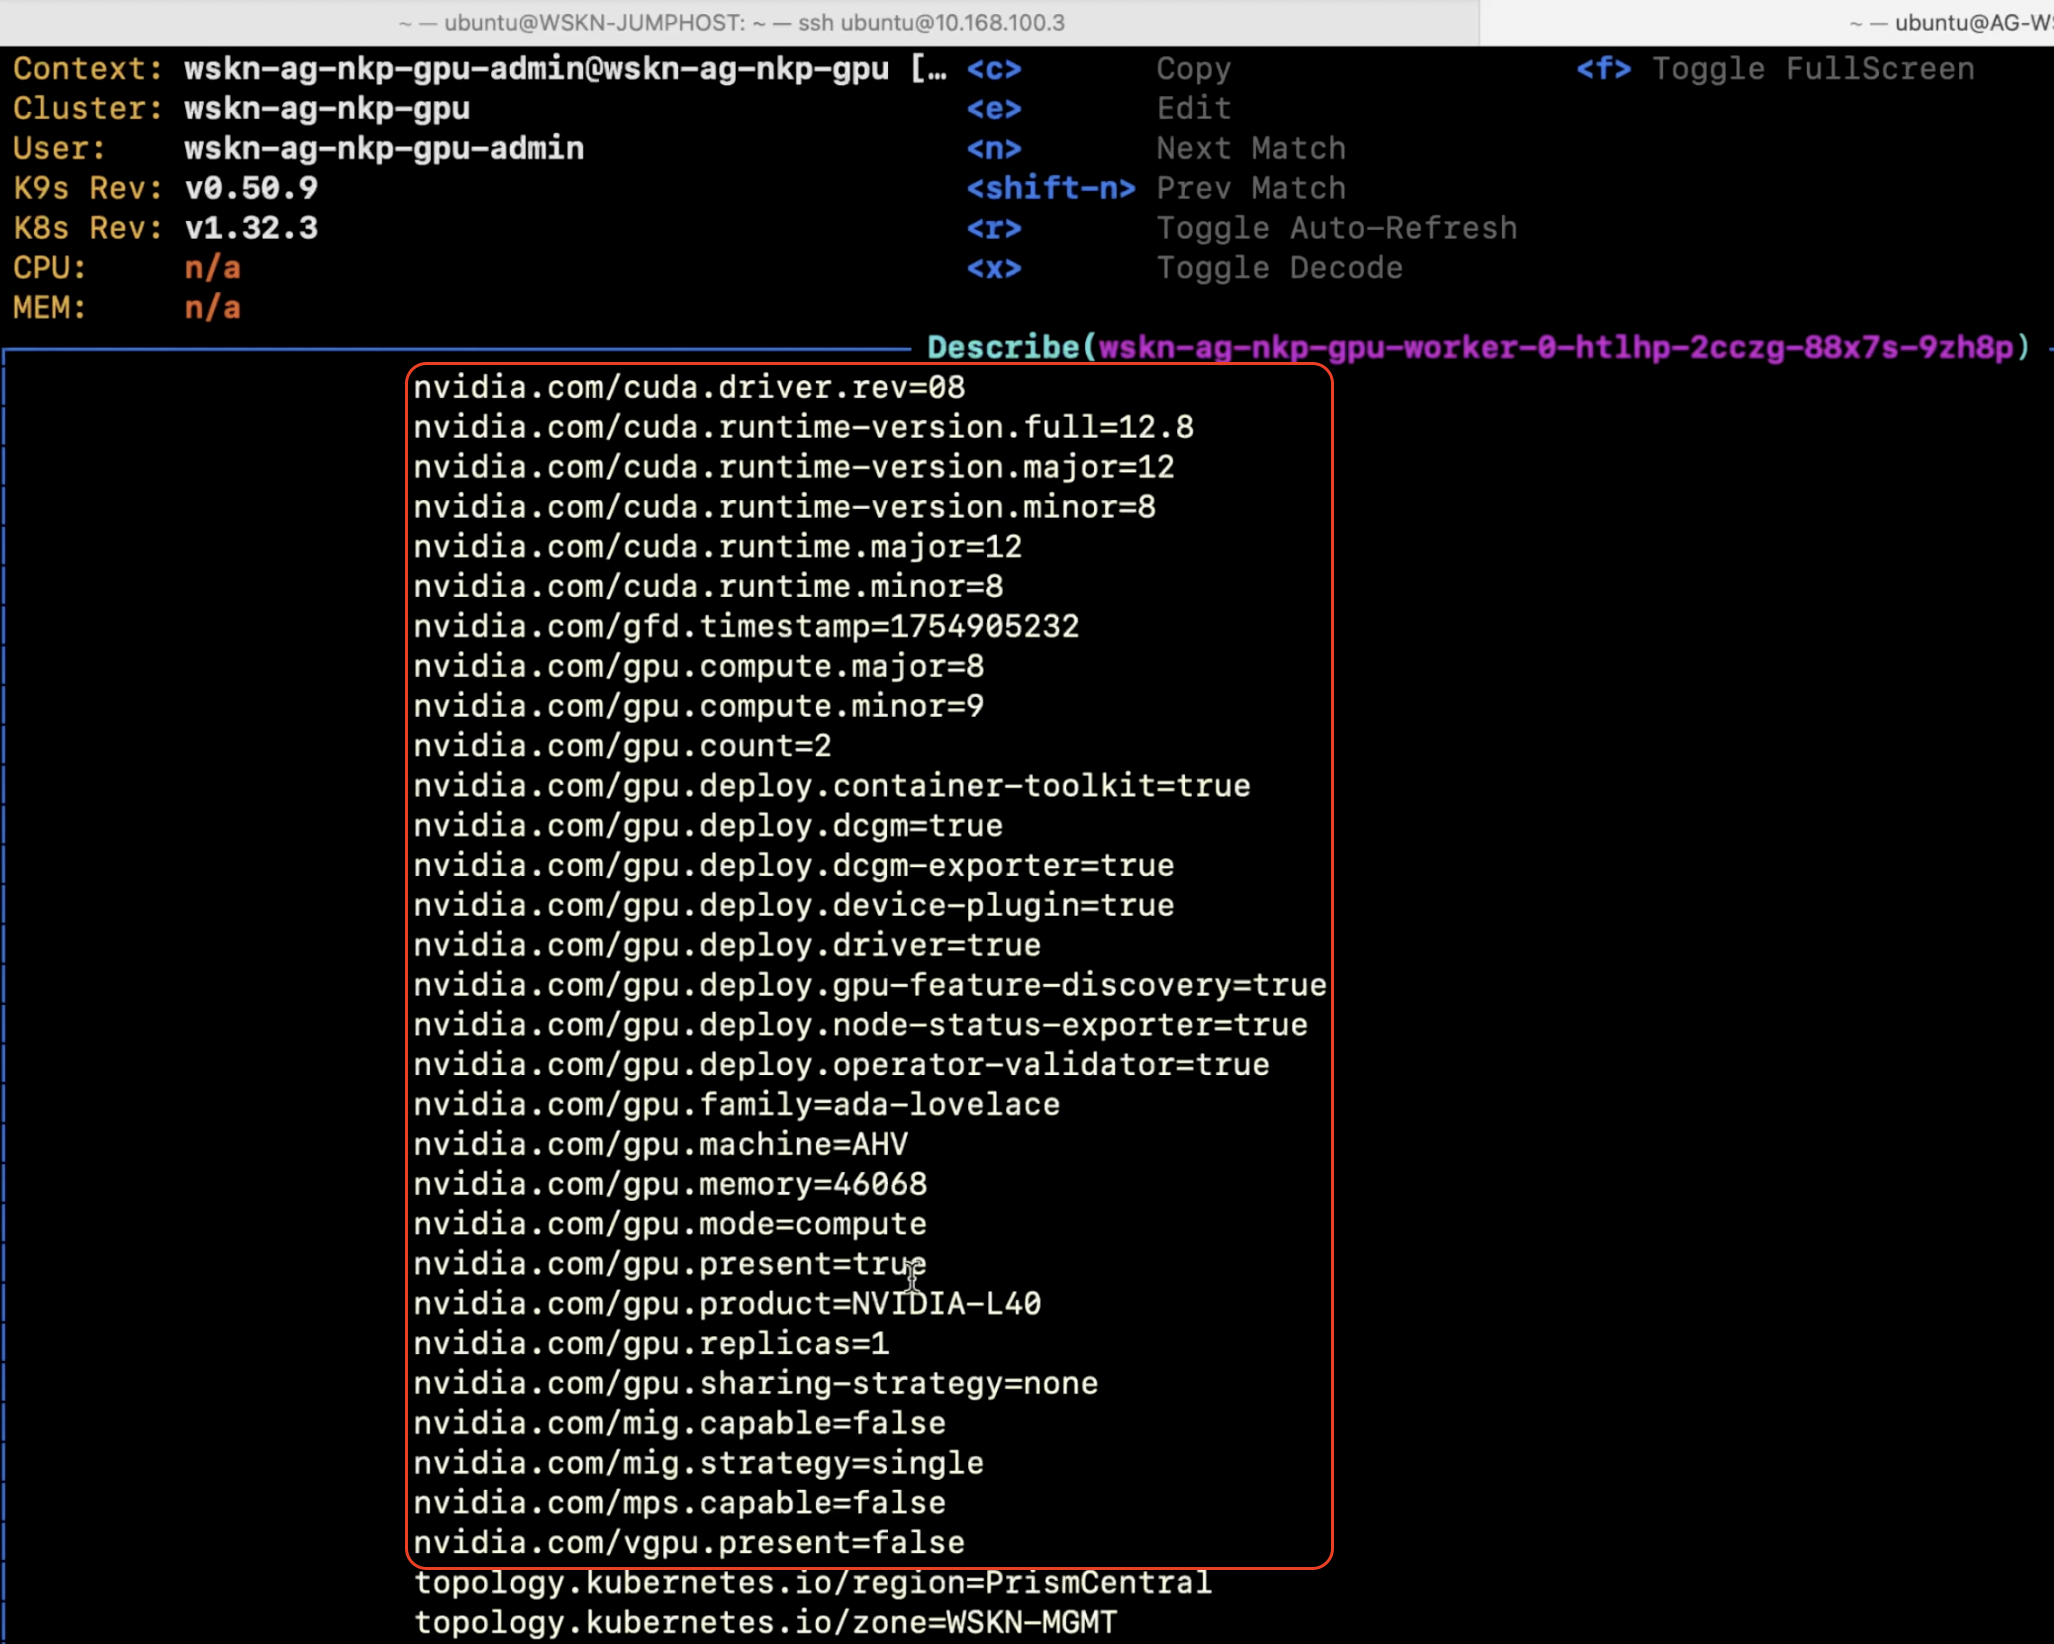 ~ — ubuntu@WSKN-JUMPHOST: ~ — ssh ubuntu@10.168.100.3
~ — ubuntu@AG-WS
Context: wskn-ag-nkp-gpu-admin@wskn-ag-nkp-gpu […  <c> Copy <f> Toggle FullScreen
Cluster: wskn-ag-nkp-gpu <e> Edit
User: wskn-ag-nkp-gpu-admin <n> Next Match
K9s Rev: v0.50.9 <shift-n> Prev Match
K8s Rev: v1.32.3 <r> Toggle Auto-Refresh
CPU: n/a <x> Toggle Decode
MEM: n/a
Describe(wskn-ag-nkp-gpu-worker-0-htlhp-2cczg-88x7s-9zh8p)
nvidia.com/cuda.driver.rev=08
nvidia.com/cuda.runtime-version.full=12.8
nvidia.com/cuda.runtime-version.major=12
nvidia.com/cuda.runtime-version.minor=8
nvidia.com/cuda.runtime.major=12
nvidia.com/cuda.runtime.minor=8
nvidia.com/gfd.timestamp=1754905232
nvidia.com/gpu.compute.major=8
nvidia.com/gpu.compute.minor=9
nvidia.com/gpu.count=2
nvidia.com/gpu.deploy.container-toolkit=true
nvidia.com/gpu.deploy.dcgm=true
nvidia.com/gpu.deploy.dcgm-exporter=true
nvidia.com/gpu.deploy.device-plugin=true
nvidia.com/gpu.deploy.driver=true
nvidia.com/gpu.deploy.gpu-feature-discovery=true
nvidia.com/gpu.deploy.node-status-exporter=true
nvidia.com/gpu.deploy.operator-validator=true
nvidia.com/gpu.family=ada-lovelace
nvidia.com/gpu.machine=AHV
nvidia.com/gpu.memory=46068
nvidia.com/gpu.mode=compute
nvidia.com/gpu.present=true
nvidia.com/gpu.product=NVIDIA-L40
nvidia.com/gpu.replicas=1
nvidia.com/gpu.sharing-strategy=none
nvidia.com/mig.capable=false
nvidia.com/mig.strategy=single
nvidia.com/mps.capable=false
nvidia.com/vgpu.present=false
topology.kubernetes.io/region=PrismCentral
topology.kubernetes.io/zone=WSKN-MGMT